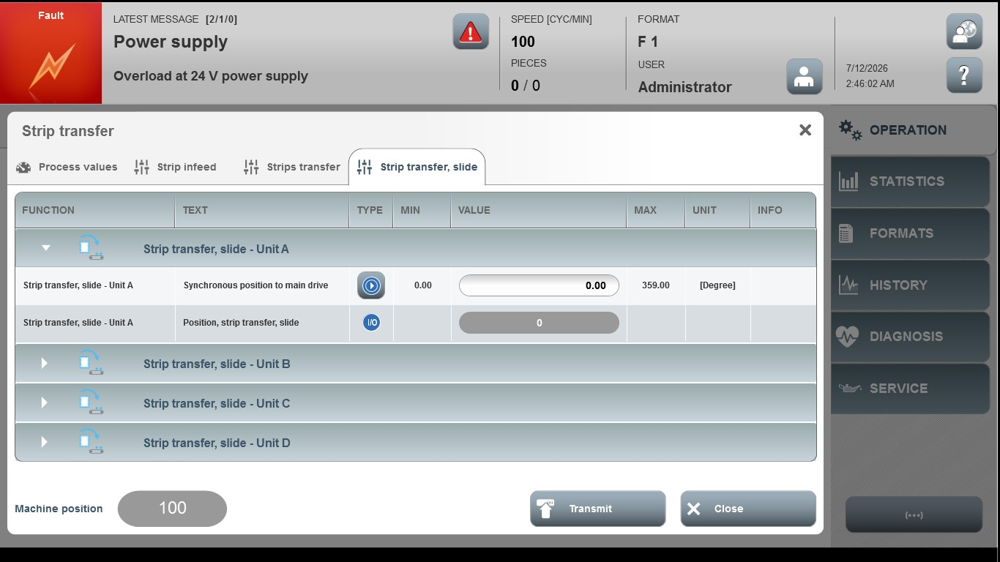 Fault
LATEST MESSAGE [2/1/0]
Power supply
Overload at 24 V power supply
SPEED [CYC/MIN]
100
PIECES
0 / 0
FORMAT
F 1
USER
Administrator
7/12/2026
2:46:02 AM
?
Strip transfer
Process values
Strip infeed
Strips transfer
Strip transfer, slide
FUNCTION TEXT TYPE MIN VALUE MAX UNIT INFO
Strip transfer, slide - Unit A
Strip transfer, slide - Unit A Synchronous position to main drive 0.00 0.00 359.00 [Degree]
Strip transfer, slide - Unit A Position, strip transfer, slide I/O 0
Strip transfer, slide - Unit B
Strip transfer, slide - Unit C
Strip transfer, slide - Unit D
Machine position 100
Transmit
Close
OPERATION
STATISTICS
FORMATS
HISTORY
DIAGNOSIS
SERVICE
(•••)